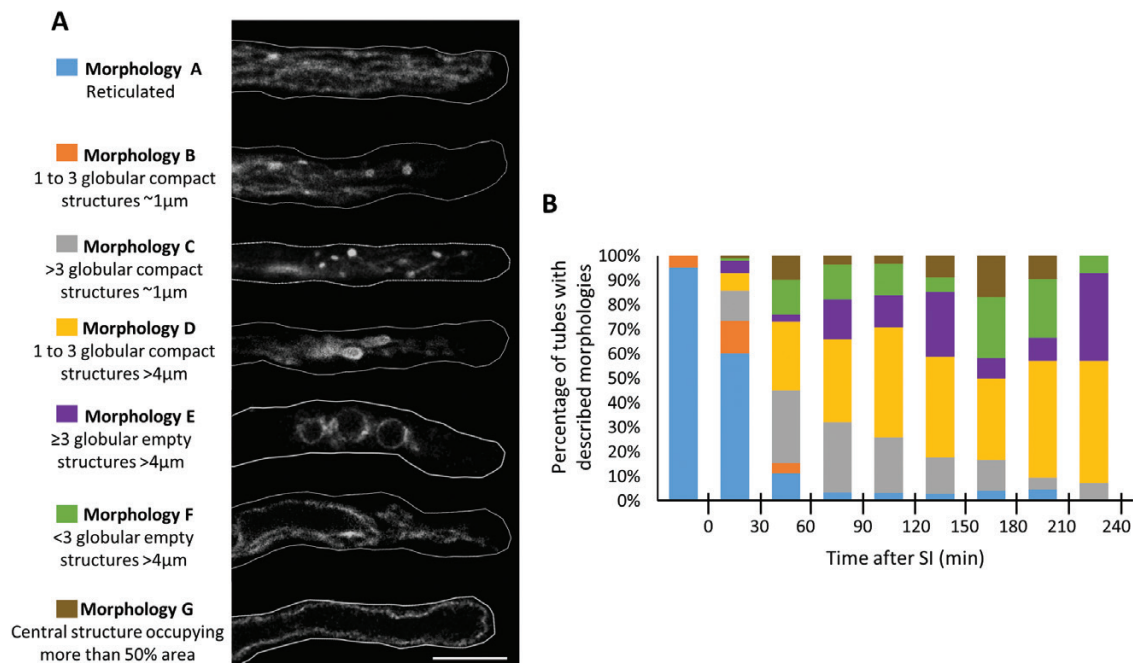 A
Morphology A
Reticulated
Morphology B
1 to 3 globular compact
structures ~1µm
Morphology C
>3 globular compact
structures ~1µm
Morphology D
1 to 3 globular compact
structures >4µm
Morphology E
≥3 globular empty
structures >4µm
Morphology F
<3 globular empty
structures >4µm
Morphology G
Central structure occupying
more than 50% area
B
Percentage of tubes with
described morphologies
100%
90%
80%
70%
60%
50%
40%
30%
20%
10%
0%
0 30 60 90 120 150 180 210 240
Time after SI (min)